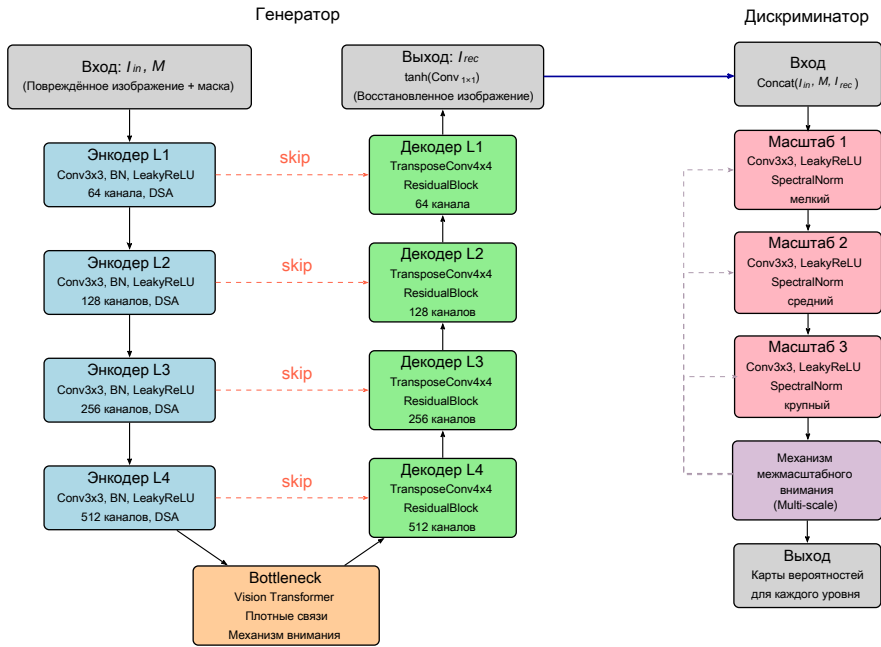 Генератор
Вход: I in, M
(Повреждённое изображение + маска)
Энкодер L1
Conv3x3, BN, LeakyReLU
64 канала, DSA
Энкодер L2
Conv3x3, BN, LeakyReLU
128 каналов, DSA
Энкодер L3
Conv3x3, BN, LeakyReLU
256 каналов, DSA
Энкодер L4
Conv3x3, BN, LeakyReLU
512 каналов, DSA
skip
skip
skip
skip
Bottleneck
Vision Transformer
Плотные связи
Механизм внимания
Выход: I rec
tanh(Conv 1×1)
(Восстановленное изображение)
Декодер L1
TransposeConv4x4
ResidualBlock
64 канала
Декодер L2
TransposeConv4x4
ResidualBlock
128 каналов
Декодер L3
TransposeConv4x4
ResidualBlock
256 каналов
Декодер L4
TransposeConv4x4
ResidualBlock
512 каналов
Дискриминатор
Вход
Concat(I in, M, I rec)
Масштаб 1
Conv3x3, LeakyReLU
SpectralNorm
мелкий
Масштаб 2
Conv3x3, LeakyReLU
SpectralNorm
средний
Масштаб 3
Conv3x3, LeakyReLU
SpectralNorm
крупный
Механизм
межмасштабного
внимания
(Multi-scale)
Выход
Карты вероятностей
для каждого уровня